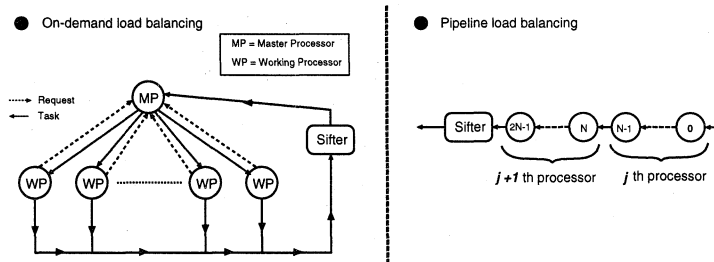 On-demand load balancing
MP = Master Processor
WP = Working Processor
Request
Task
MP
Sifter
WP
WP
WP
WP
Pipeline load balancing
Sifter
2N-1
N
N-1
0
j+1 th processor
j th processor